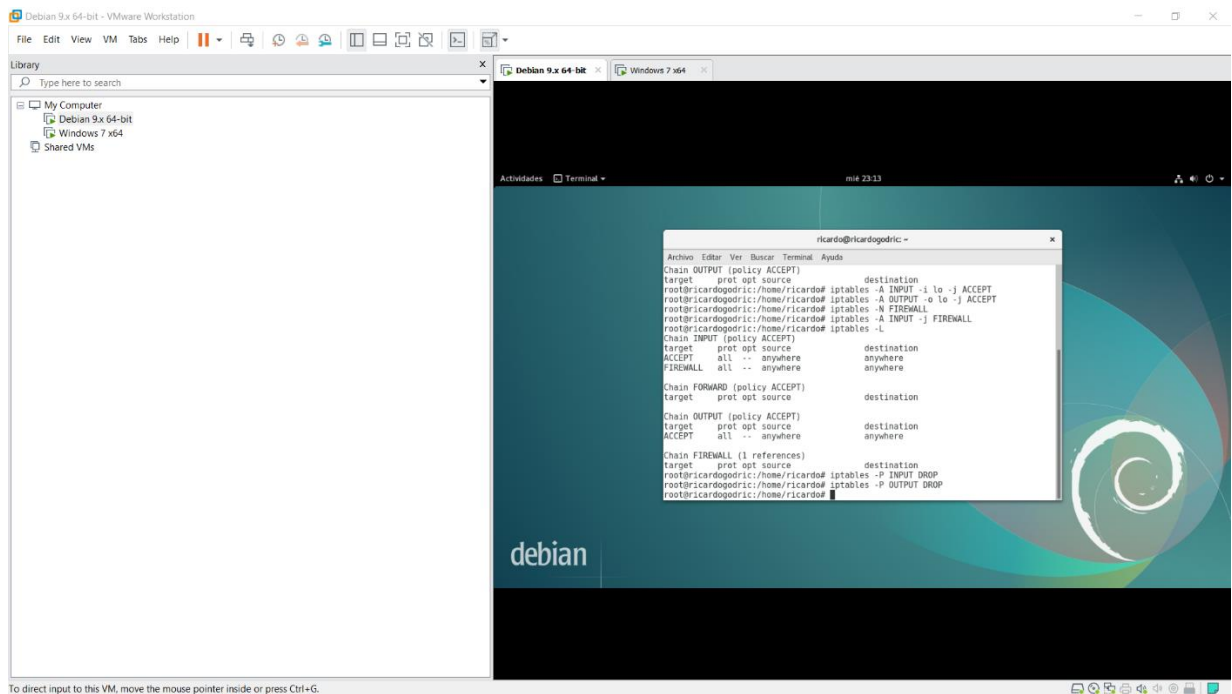 Debian 9.x 64-bit - VMware Workstation
File Edit View VM Tabs Help
Library
Type here to search
My Computer
Debian 9.x 64-bit
Windows 7 x64
Shared VMs
Debian 9.x 64-bit Windows 7 x64
Actividades Terminal mié 23:13
ricardo@ricardogodric: ~
Archivo Editar Ver Buscar Terminal Ayuda
Chain OUTPUT (policy ACCEPT)
target prot opt source destination
root@ricardogodric:/home/ricardo# iptables -A INPUT -i lo -j ACCEPT
root@ricardogodric:/home/ricardo# iptables -A OUTPUT -o lo -j ACCEPT
root@ricardogodric:/home/ricardo# iptables -N FIREWALL
root@ricardogodric:/home/ricardo# iptables -A INPUT -j FIREWALL
root@ricardogodric:/home/ricardo# iptables -L
Chain INPUT (policy ACCEPT)
target prot opt source destination
ACCEPT all -- anywhere anywhere
FIREWALL all -- anywhere anywhere
Chain FORWARD (policy ACCEPT)
target prot opt source destination
Chain OUTPUT (policy ACCEPT)
target prot opt source destination
ACCEPT all -- anywhere anywhere
Chain FIREWALL (1 references)
target prot opt source destination
root@ricardogodric:/home/ricardo# iptables -P INPUT DROP
root@ricardogodric:/home/ricardo# iptables -P OUTPUT DROP
root@ricardogodric:/home/ricardo#
debian
To direct input to this VM, move the mouse pointer inside or press Ctrl+G.